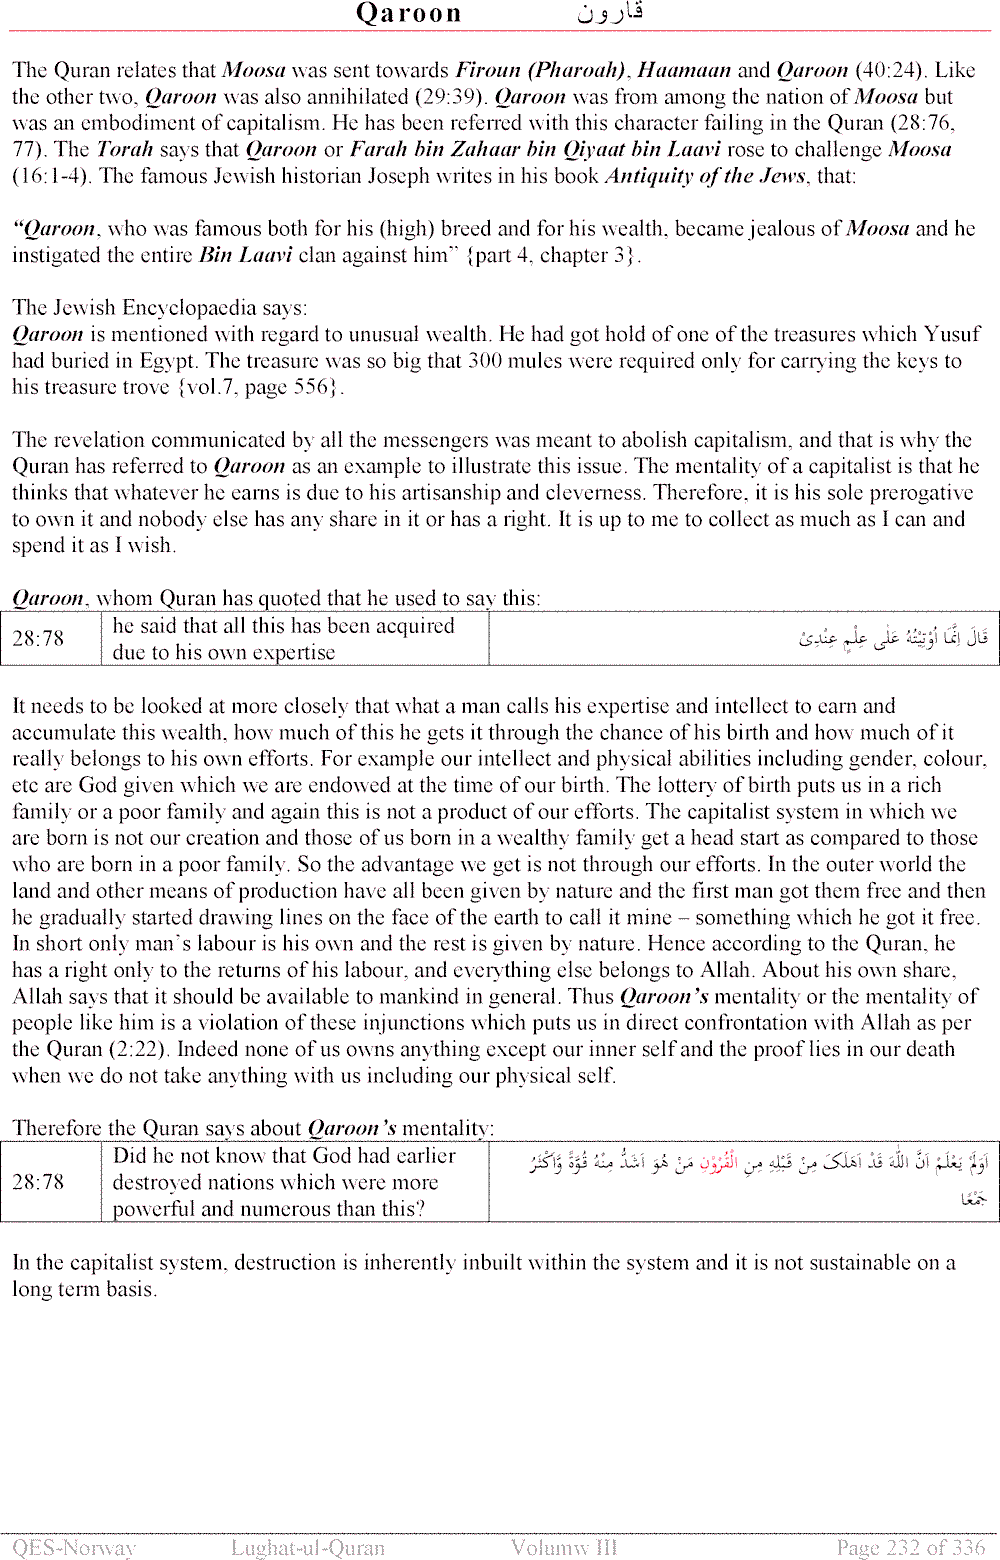 Qaroon قارون
The Quran relates that Moosa was sent towards Firoun (Pharoah), Haamaan and Qaroon (40:24). Like
the other two, Qaroon was also annihilated (29:39). Qaroon was from among the nation of Moosa but
was an embodiment of capitalism. He has been referred with this character failing in the Quran (28:76,
77). The Torah says that Qaroon or Farah bin Zahaar bin Qiyaat bin Laavi rose to challenge Moosa
(16:1-4). The famous Jewish historian Joseph writes in his book Antiquity of the Jews, that:
“Qaroon, who was famous both for his (high) breed and for his wealth, became jealous of Moosa and he
instigated the entire Bin Laavi clan against him” {part 4, chapter 3}.
The Jewish Encyclopaedia says:
Qaroon is mentioned with regard to unusual wealth. He had got hold of one of the treasures which Yusuf
had buried in Egypt. The treasure was so big that 300 mules were required only for carrying the keys to
his treasure trove {vol.7, page 556}.
The revelation communicated by all the messengers was meant to abolish capitalism, and that is why the
Quran has referred to Qaroon as an example to illustrate this issue. The mentality of a capitalist is that he
thinks that whatever he earns is due to his artisanship and cleverness. Therefore, it is his sole prerogative
to own it and nobody else has any share in it or has a right. It is up to me to collect as much as I can and
spend it as I wish.
Qaroon, whom Quran has quoted that he used to say this:
28:78 he said that all this has been acquired
due to his own expertise
قَالَ اِنَّمَا اُوْتِيْتُهُ عَلٰى عِلْمٍ عِنْدِىْ
It needs to be looked at more closely that what a man calls his expertise and intellect to earn and
accumulate this wealth, how much of this he gets it through the chance of his birth and how much of it
really belongs to his own efforts. For example our intellect and physical abilities including gender, colour,
etc are God given which we are endowed at the time of our birth. The lottery of birth puts us in a rich
family or a poor family and again this is not a product of our efforts. The capitalist system in which we
are born is not our creation and those of us born in a wealthy family get a head start as compared to those
who are born in a poor family. So the advantage we get is not through our efforts. In the outer world the
land and other means of production have all been given by nature and the first man got them free and then
he gradually started drawing lines on the face of the earth to call it mine – something which he got it free.
In short only man’s labour is his own and the rest is given by nature. Hence according to the Quran, he
has a right only to the returns of his labour, and everything else belongs to Allah. About his own share,
Allah says that it should be available to mankind in general. Thus Qaroon’s mentality or the mentality of
people like him is a violation of these injunctions which puts us in direct confrontation with Allah as per
the Quran (2:22). Indeed none of us owns anything except our inner self and the proof lies in our death
when we do not take anything with us including our physical self.
Therefore the Quran says about Qaroon’s mentality:
28:78 Did he not know that God had earlier
destroyed nations which were more
powerful and numerous than this?
اَوَلَمْ يَعْلَمْ اَنَّ اللّٰهَ قَدْ اَهْلَکَ مِنْ قَبْلِهٖ مِنِ الْقُرُوْنِ مَنْ هُوَ اَشَدُّ مِنْهُ قُوَّةً وَّاَکْثَرُ
جَمْعًا
In the capitalist system, destruction is inherently inbuilt within the system and it is not sustainable on a
long term basis.
QES-Norway Lughat-ul-Quran Volumw III Page 232 of 336